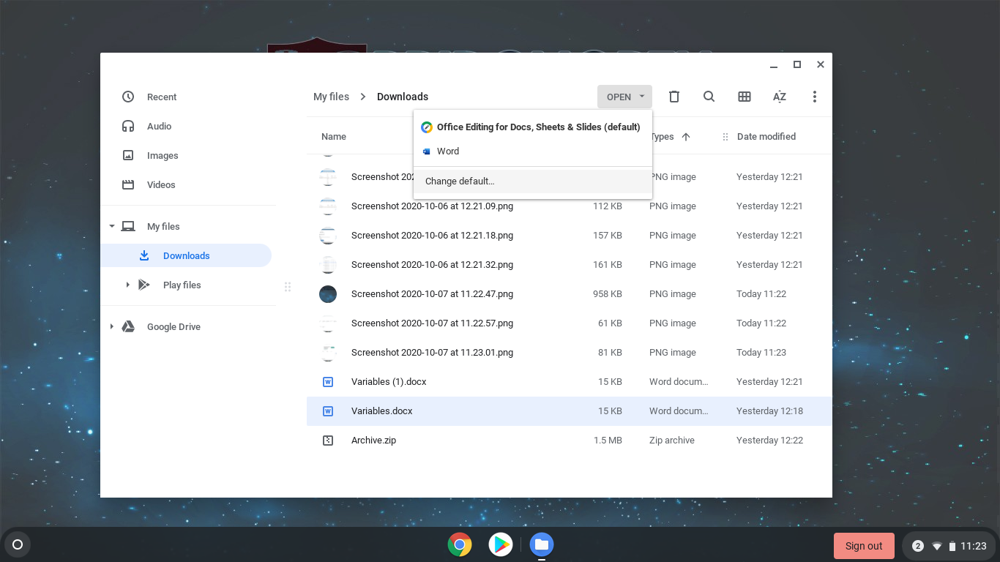 Recent
Audio
Images
Videos
My files
Downloads
Play files
Google Drive
My files > Downloads
OPEN
AZ
Office Editing for Docs, Sheets & Slides (default)
Word
Change default...
Name
Types
Date modified
Screenshot 202 PNG image Yesterday 12:21
Screenshot 2020-10-06 at 12.21.09.png 112 KB PNG image Yesterday 12:21
Screenshot 2020-10-06 at 12.21.18.png 157 KB PNG image Yesterday 12:21
Screenshot 2020-10-06 at 12.21.32.png 161 KB PNG image Yesterday 12:21
Screenshot 2020-10-07 at 11.22.47.png 958 KB PNG image Today 11:22
Screenshot 2020-10-07 at 11.22.57.png 61 KB PNG image Today 11:22
Screenshot 2020-10-07 at 11.23.01.png 81 KB PNG image Today 11:23
Variables (1).docx 15 KB Word docum... Yesterday 12:21
Variables.docx 15 KB Word docum... Yesterday 12:18
Archive.zip 1.5 MB Zip archive Yesterday 12:22
Sign out
2
11:23